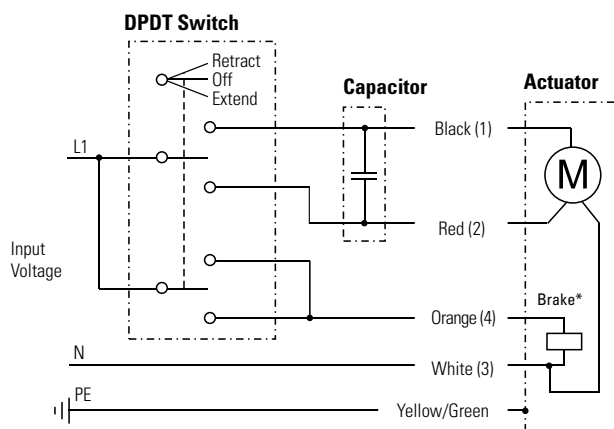 DPDT Switch
Retract
Off
Extend
Capacitor
Actuator
L1
Black (1)
M
Red (2)
Input
Voltage
Brake*
Orange (4)
N
White (3)
PE
Yellow/Green